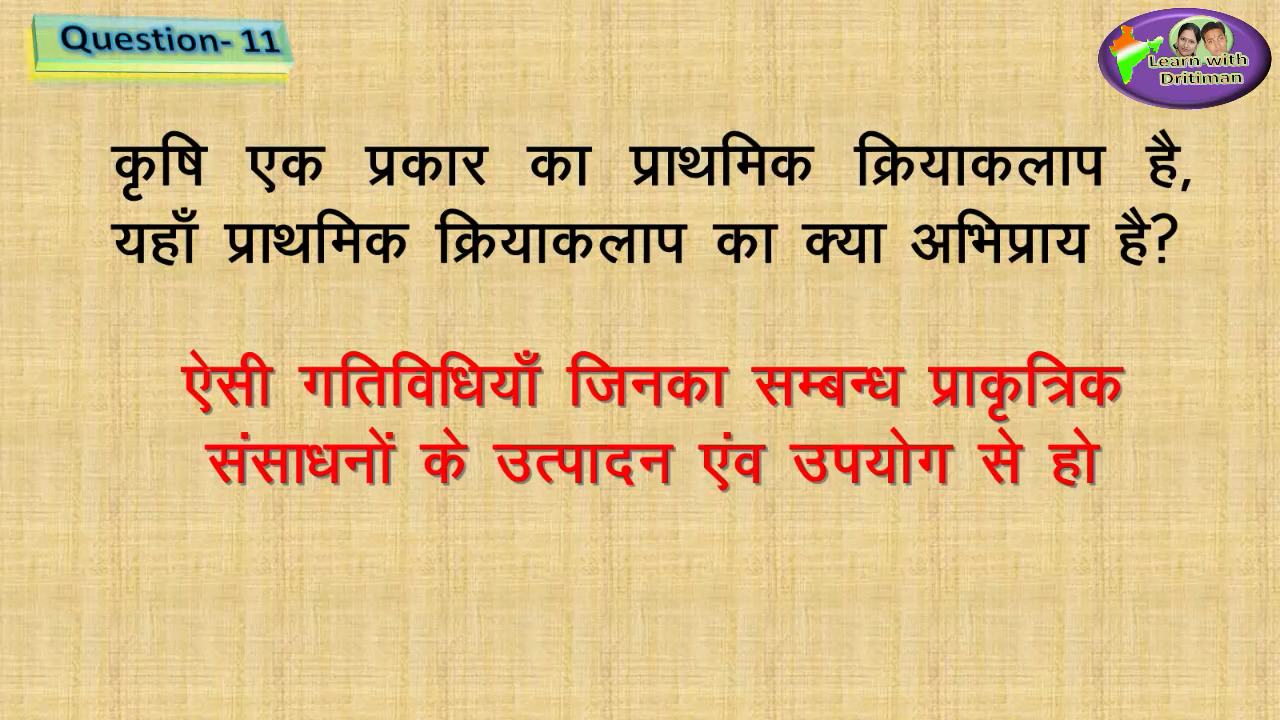 Question- 11
Learn with
Dritiman
कृषि एक प्रकार का प्राथमिक क्रियाकलाप है,
यहाँ प्राथमिक क्रियाकलाप का क्या अभिप्राय है?
ऐसी गतिविधियाँ जिनका सम्बन्ध प्राकृत्रिक
संसाधनों के उत्पादन एंव उपयोग से हो